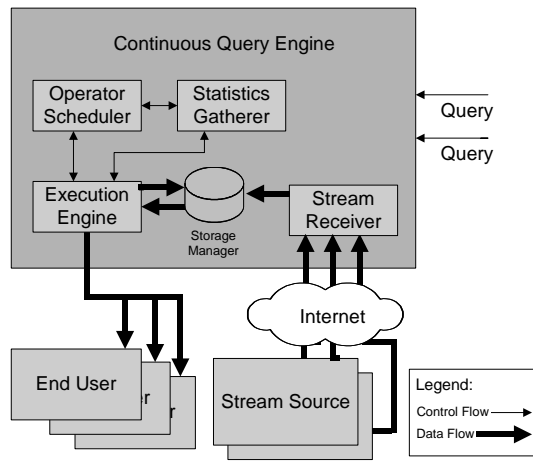 Continuous Query Engine
Operator
Scheduler
Statistics
Gatherer
Query
Query
Execution
Engine
Storage
Manager
Stream
Receiver
Internet
End User
Stream Source
Legend:
Control Flow
Data Flow